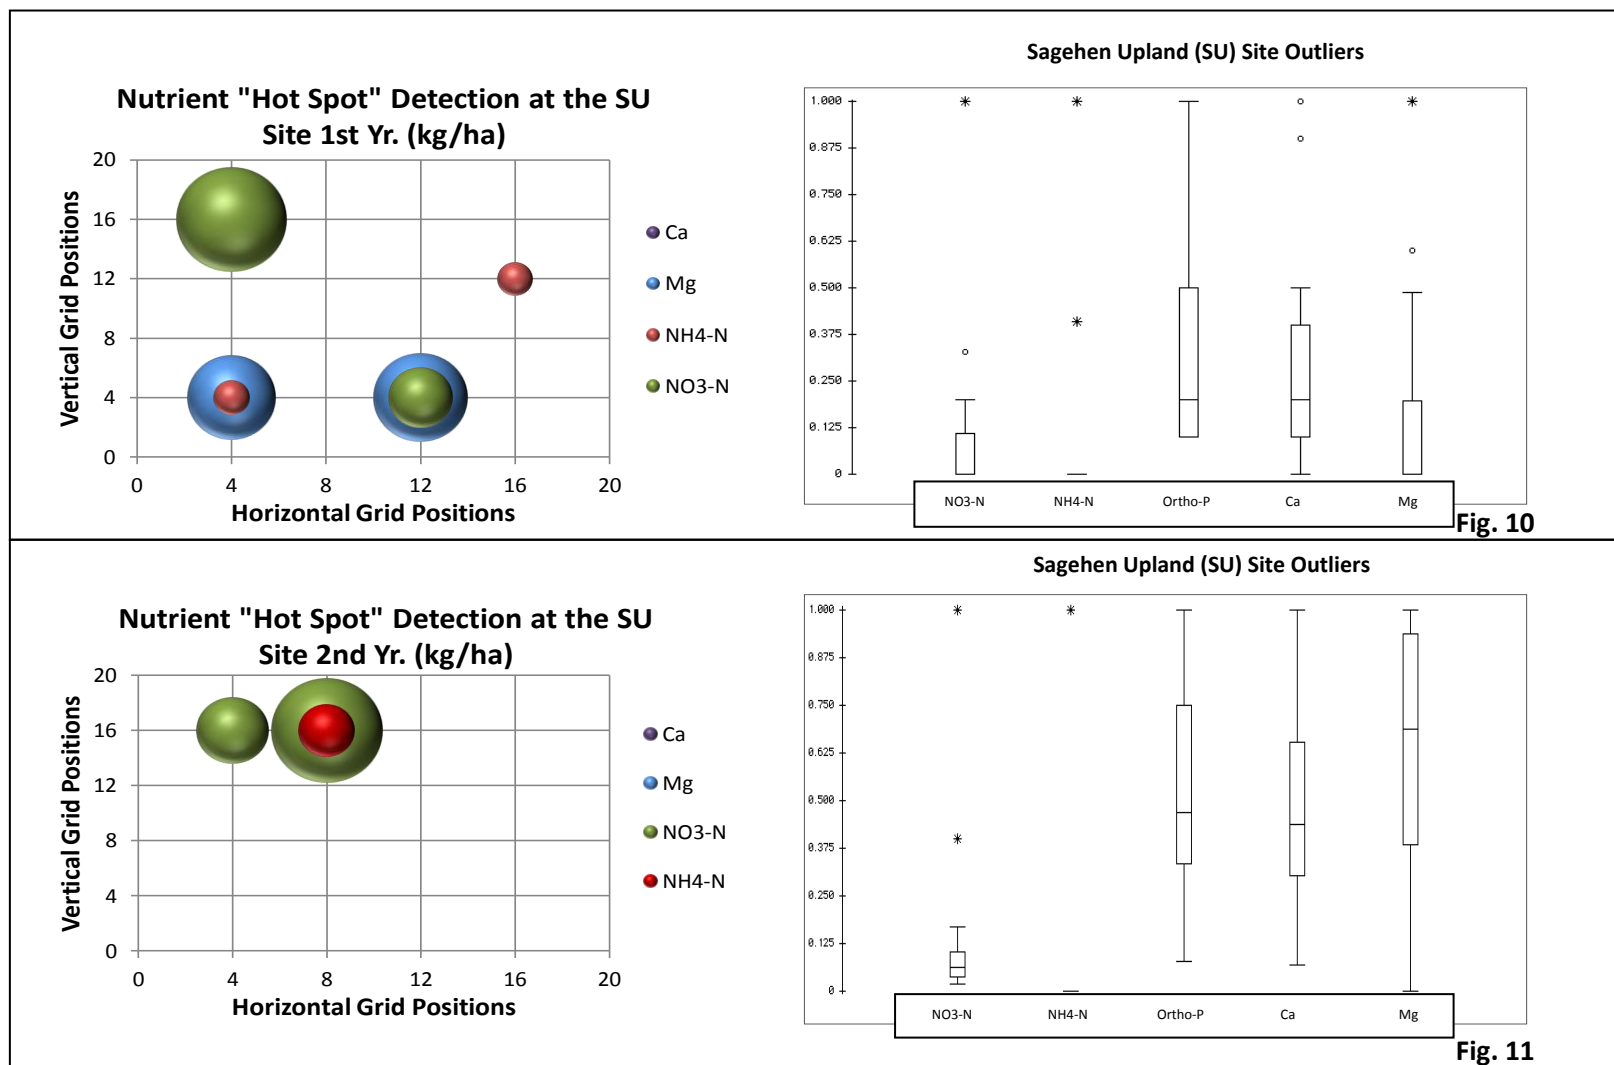 Nutrient "Hot Spot" Detection at the SU
Site 1st Yr. (kg/ha)
Vertical Grid Positions
20
16
12
8
4
0
0 4 8 12 16 20
Horizontal Grid Positions
Ca
Mg
NH4-N
NO3-N
Sagehen Upland (SU) Site Outliers
1.000
0.875
0.750
0.625
0.500
0.375
0.250
0.125
0
NO3-N NH4-N Ortho-P Ca Mg
Fig. 10
Nutrient "Hot Spot" Detection at the SU
Site 2nd Yr. (kg/ha)
Vertical Grid Positions
20
16
12
8
4
0
0 4 8 12 16 20
Horizontal Grid Positions
Ca
Mg
NO3-N
NH4-N
Sagehen Upland (SU) Site Outliers
1.000
0.875
0.750
0.625
0.500
0.375
0.250
0.125
0
NO3-N NH4-N Ortho-P Ca Mg
Fig. 11